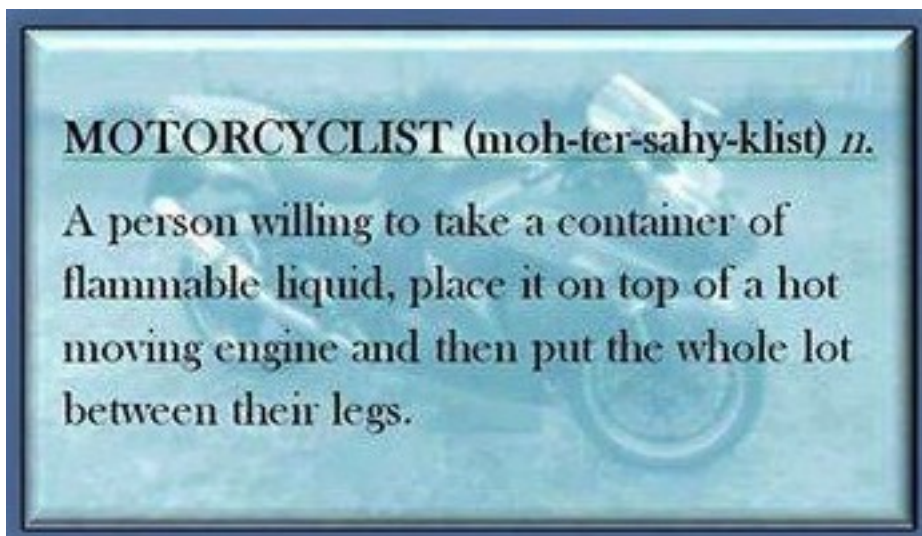 MOTORCYCLIST (moh-ter-sahy-klist) n.
A person willing to take a container of
flammable liquid, place it on top of a hot
moving engine and then put the whole lot
between their legs.